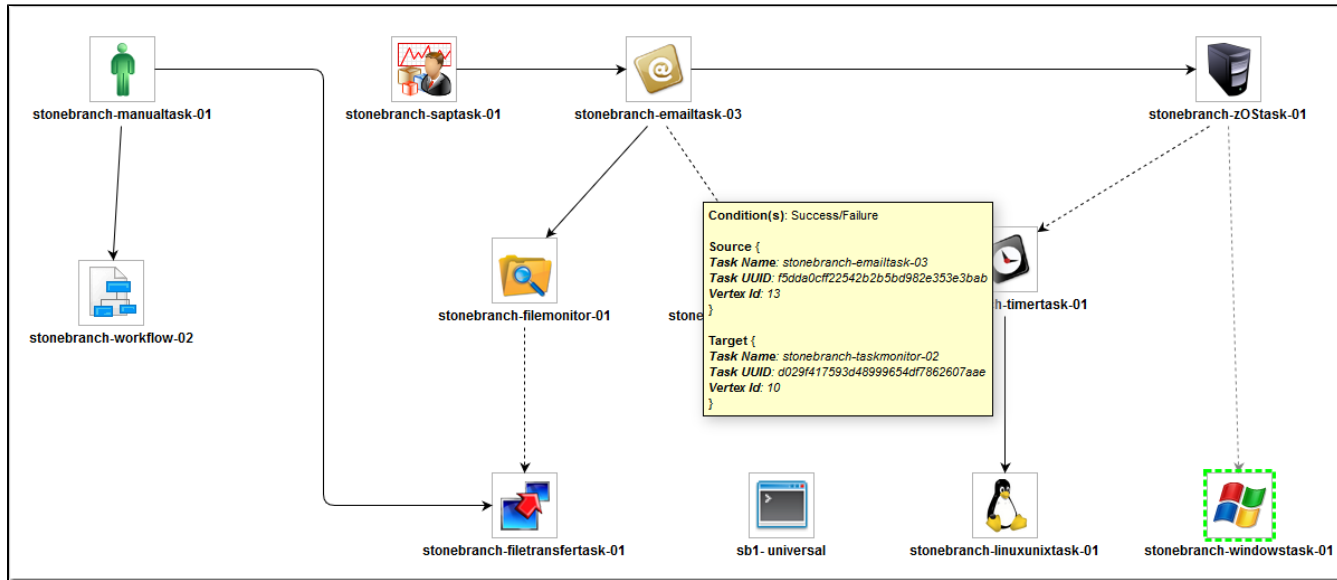 stonebranch-manualtask-01
stonebranch-saptask-01
stonebranch-emailtask-03
stonebranch-zOStask-01
Condition(s): Success/Failure
Source {
Task Name: stonebranch-emailtask-03
Task UUID: f5dda0cff22542b2b5bd982e353e3bab
Vertex Id: 13
}
Target {
Task Name: stonebranch-taskmonitor-02
Task UUID: d029f417593d48999654df7862607aae
Vertex Id: 10
}
stonebranch-filemonitor-01
stone
h-timertask-01
stonebranch-workflow-02
stonebranch-filetransfertask-01
sb1- universal
stonebranch-linuxunixtask-01
stonebranch-windowstask-01